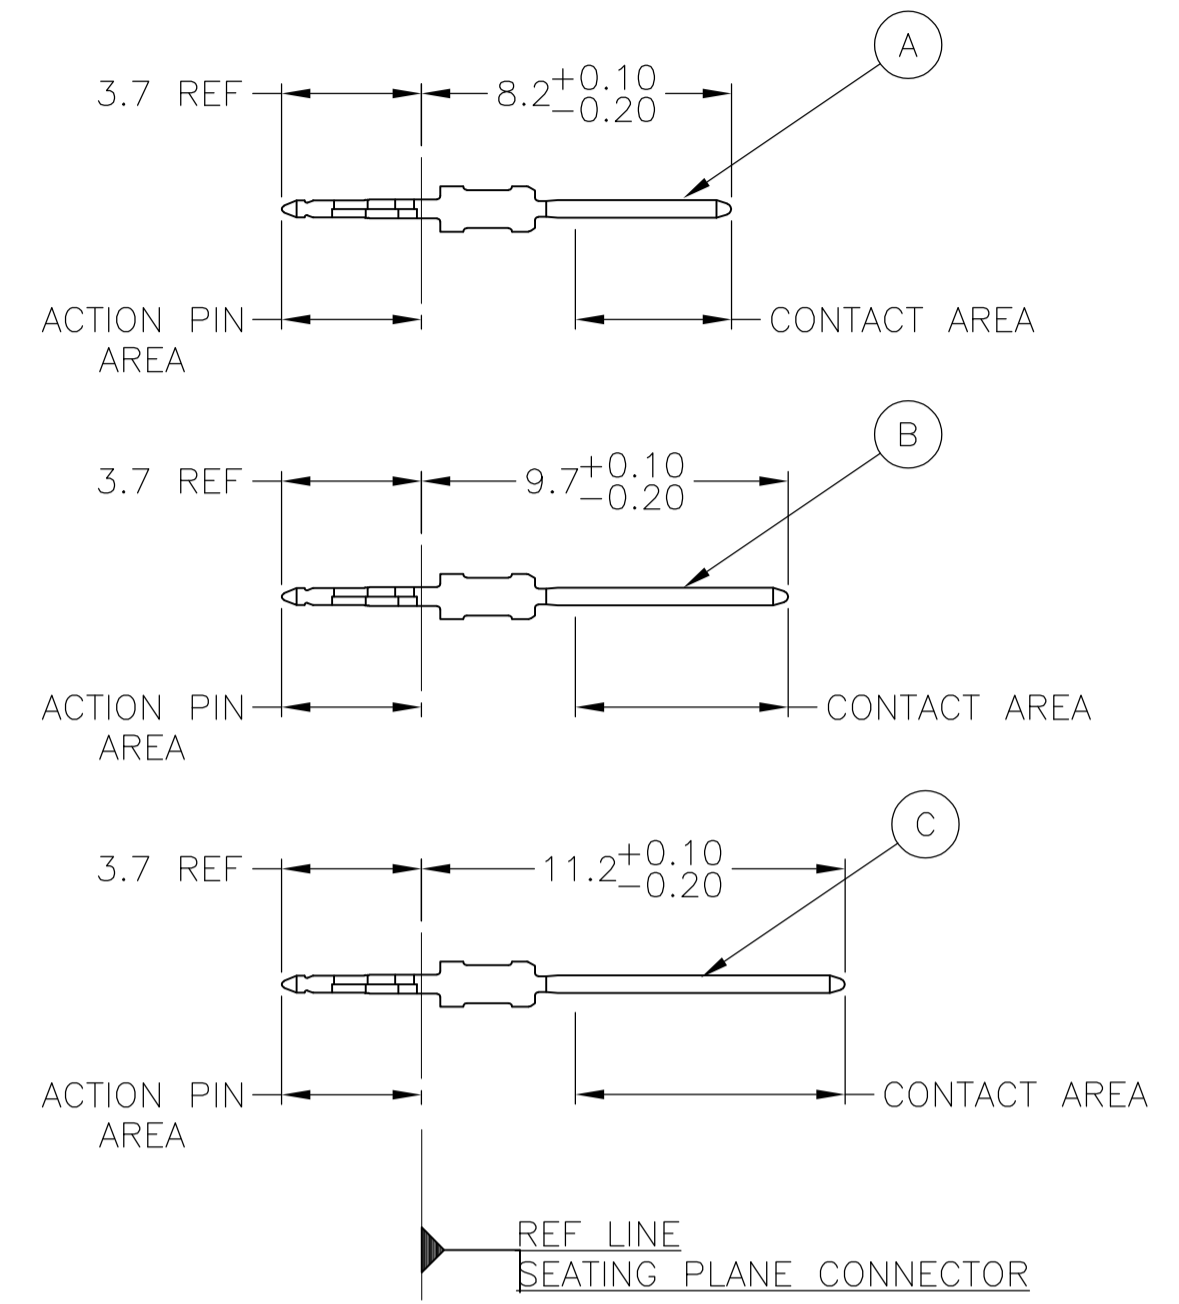 A
3.7 REF
8.2 +0.10 -0.20
ACTION PIN AREA
CONTACT AREA
B
3.7 REF
9.7 +0.10 -0.20
ACTION PIN AREA
CONTACT AREA
C
3.7 REF
11.2 +0.10 -0.20
ACTION PIN AREA
CONTACT AREA
REF LINE
SEATING PLANE CONNECTOR